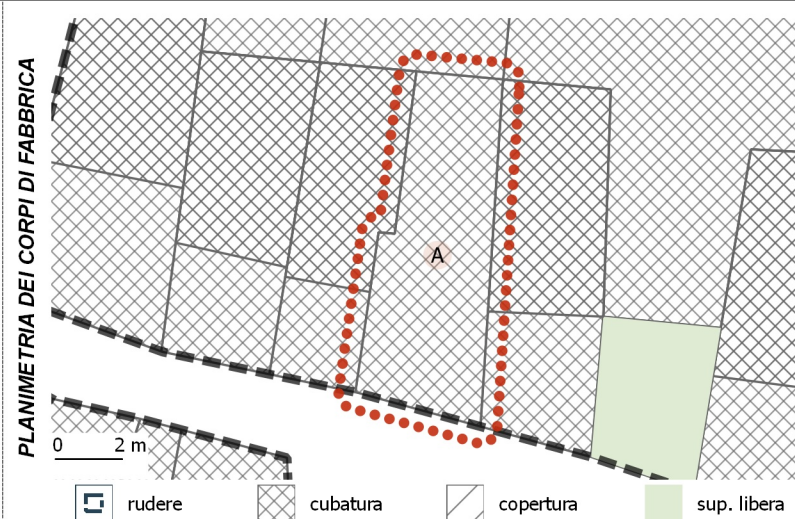 PLANIMETRIA DEI CORPI DI FABBRICA
A
0 2 m
rudere
cubatura
copertura
sup. libera